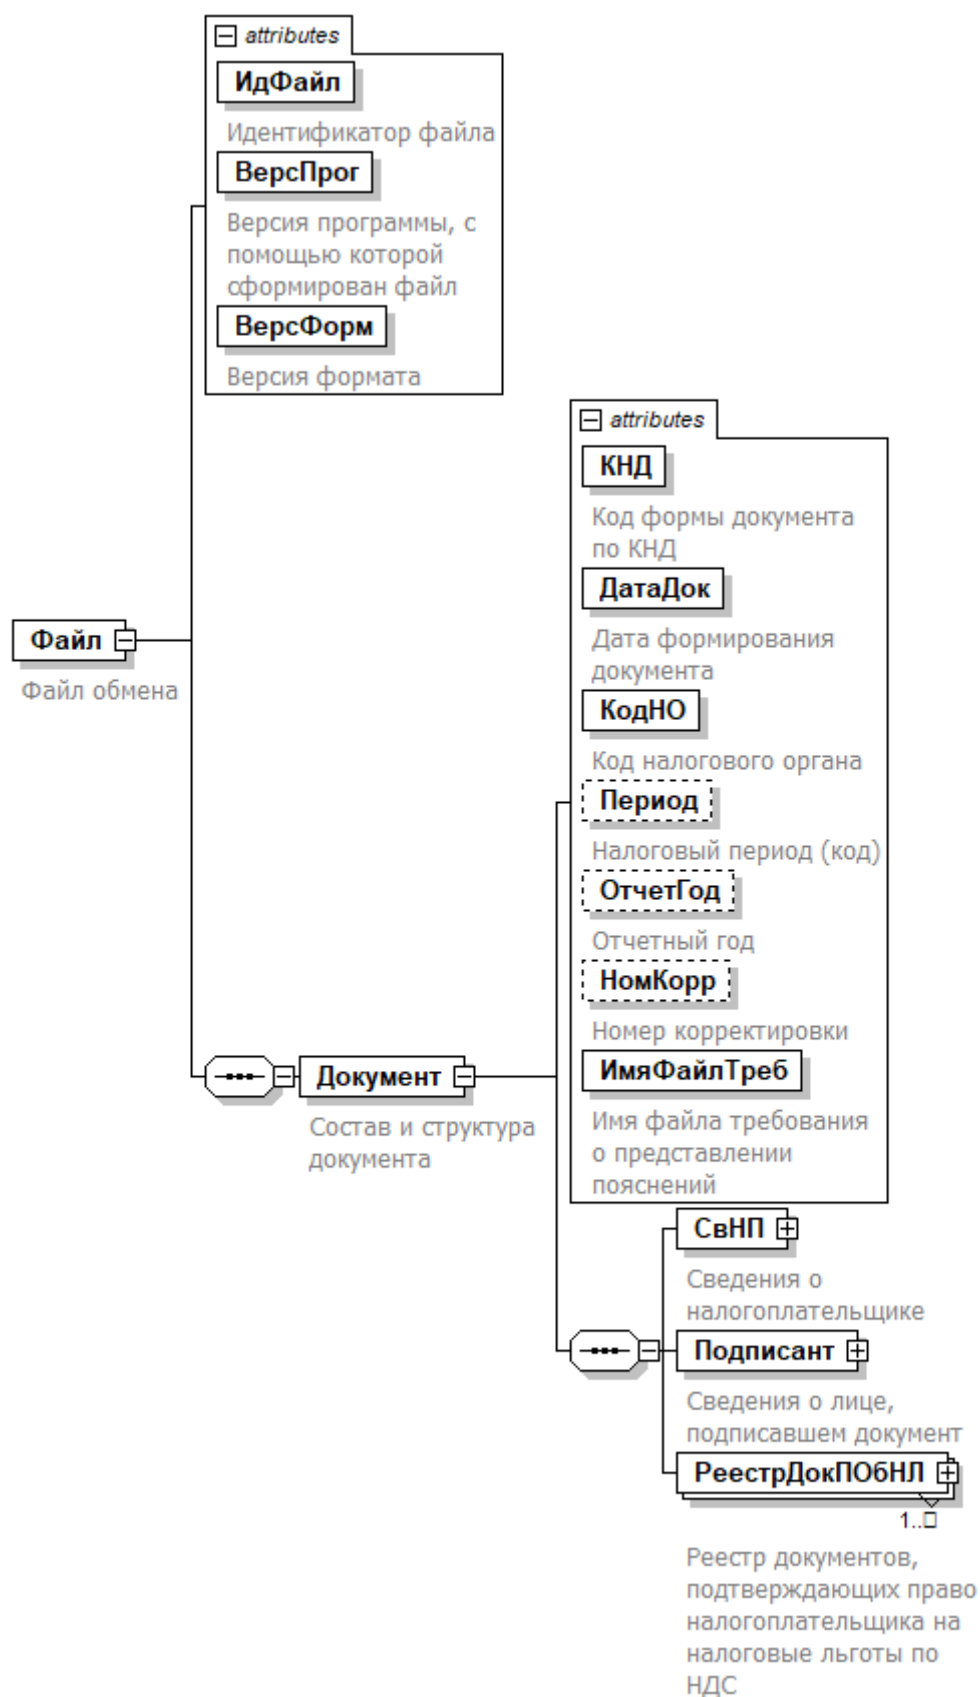 attributes
ИдФайл
Идентификатор файла
ВерсПрог
Версия программы, с
помощью которой
сформирован файл
ВерсФорм
Версия формата
Файл
Файл обмена
Документ
Состав и структура
документа
attributes
КНД
Код формы документа
по КНД
ДатаДок
Дата формирования
документа
КодНО
Код налогового органа
Период
Налоговый период (код)
ОтчетГод
Отчетный год
НомКорр
Номер корректировки
ИмяФайлТреб
Имя файла требования
о представлении
пояснений
СвНП
Сведения о
налогоплательщике
Подписант
Сведения о лице,
подписавшем документ
РеестрДокПОбНЛ
1..□
Реестр документов,
подтверждающих право
налогоплательщика на
налоговые льготы по
НДС